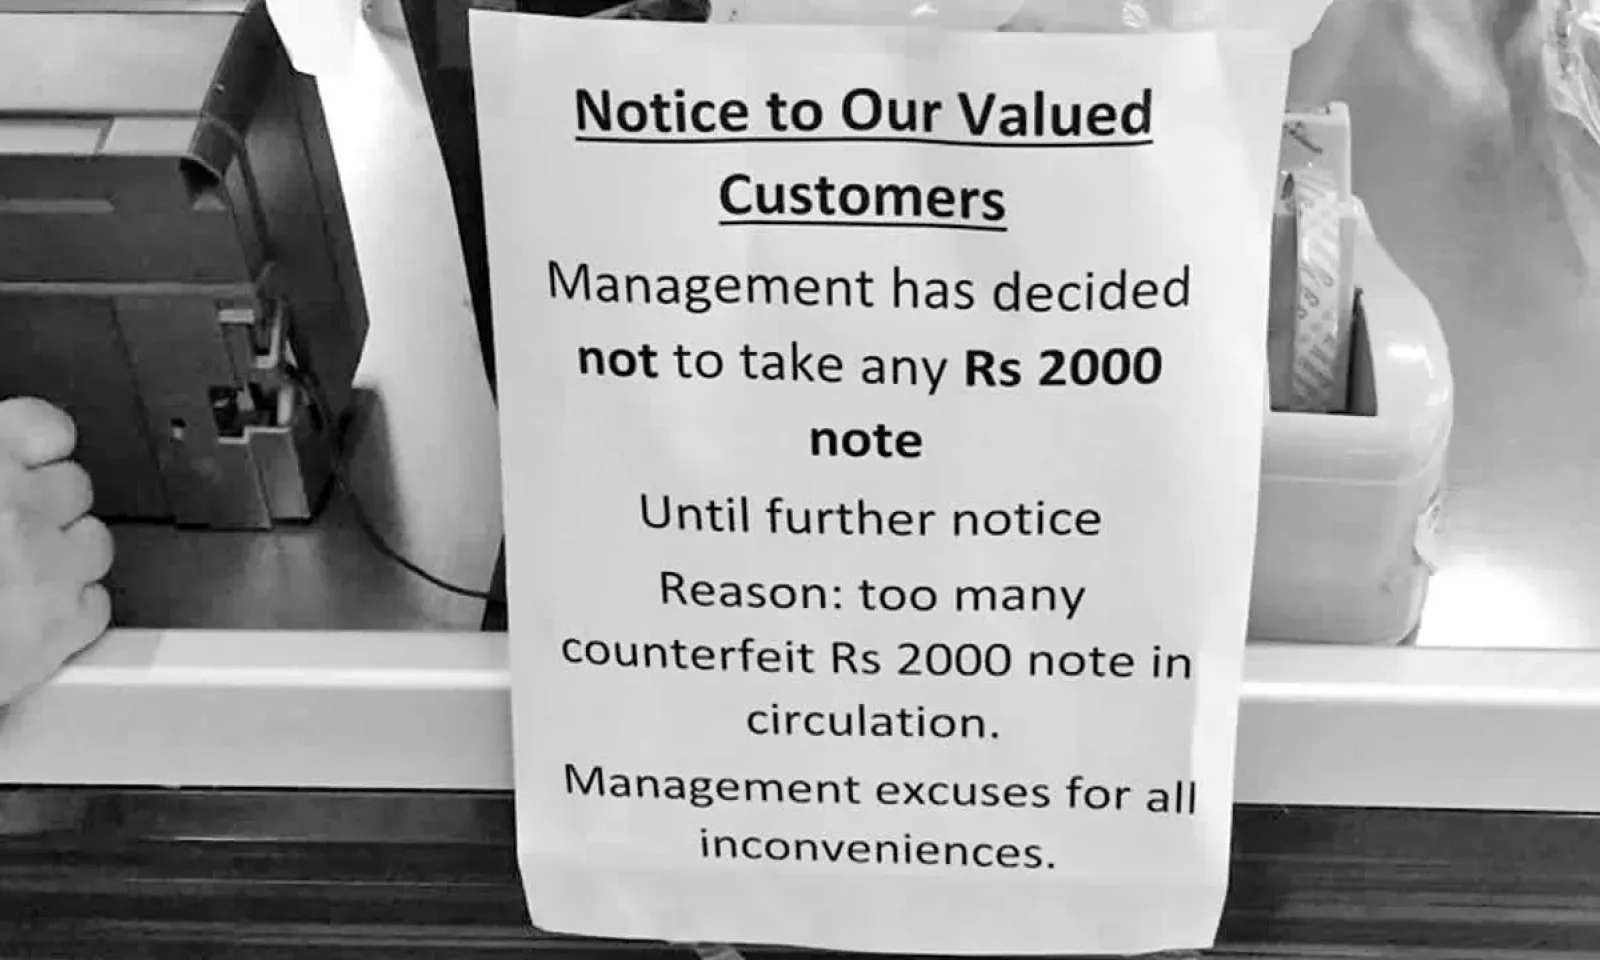 Notice to Our Valued
Customers
Management has decided
not to take any Rs 2000
note
Until further notice
Reason: too many
counterfeit Rs 2000 note in
circulation.
Management excuses for all
inconveniences.